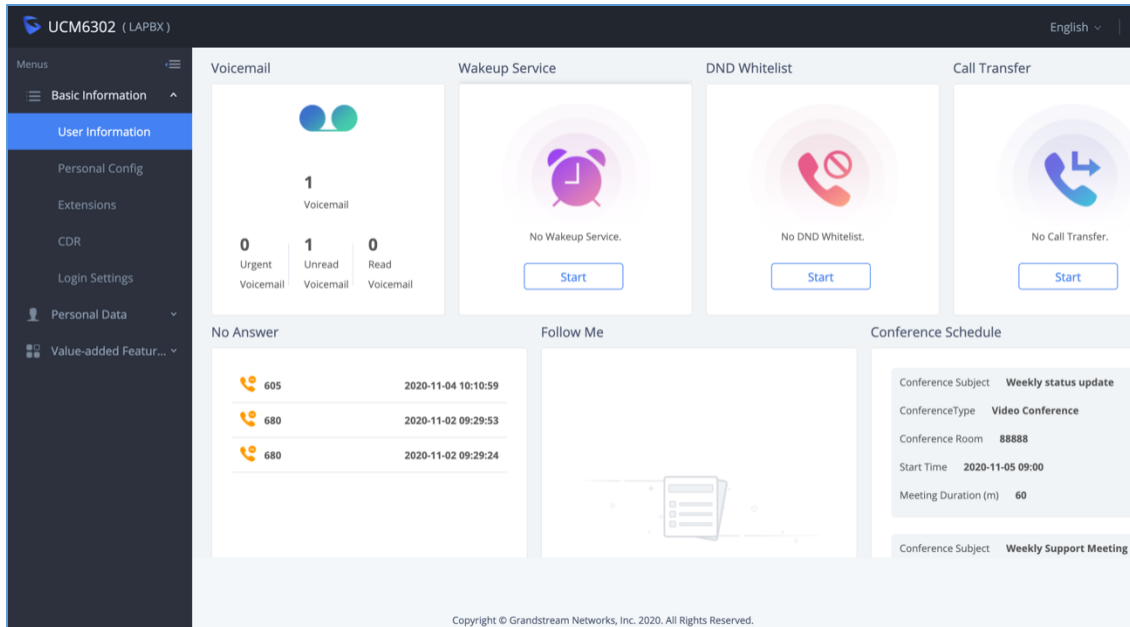 UCM6302 ( LAPBX )
English
Menus
Basic Information
User Information
Personal Config
Extensions
CDR
Login Settings
Personal Data
Value-added Featur...
Voicemail
1
Voicemail
0 1 0
Urgent Unread Read
Voicemail Voicemail Voicemail
Wakeup Service
No Wakeup Service.
Start
DND Whitelist
No DND Whitelist.
Start
Call Transfer
No Call Transfer.
Start
No Answer
605 2020-11-04 10:10:59
680 2020-11-02 09:29:53
680 2020-11-02 09:29:24
Follow Me
Conference Schedule
Conference Subject Weekly status update
ConferenceType Video Conference
Conference Room 88888
Start Time 2020-11-05 09:00
Meeting Duration (m) 60
Conference Subject Weekly Support Meeting
Copyright © Grandstream Networks, Inc. 2020. All Rights Reserved.